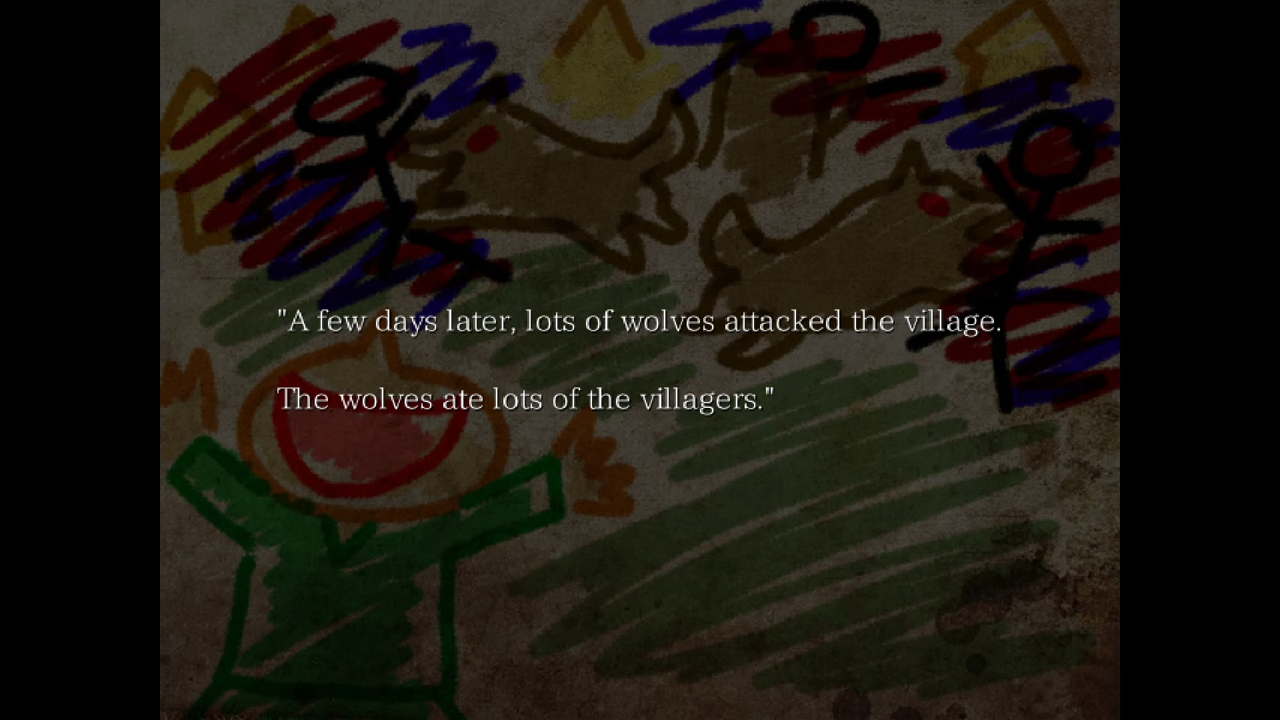 "A few days later, lots of wolves attacked the village.
The wolves ate lots of the villagers."